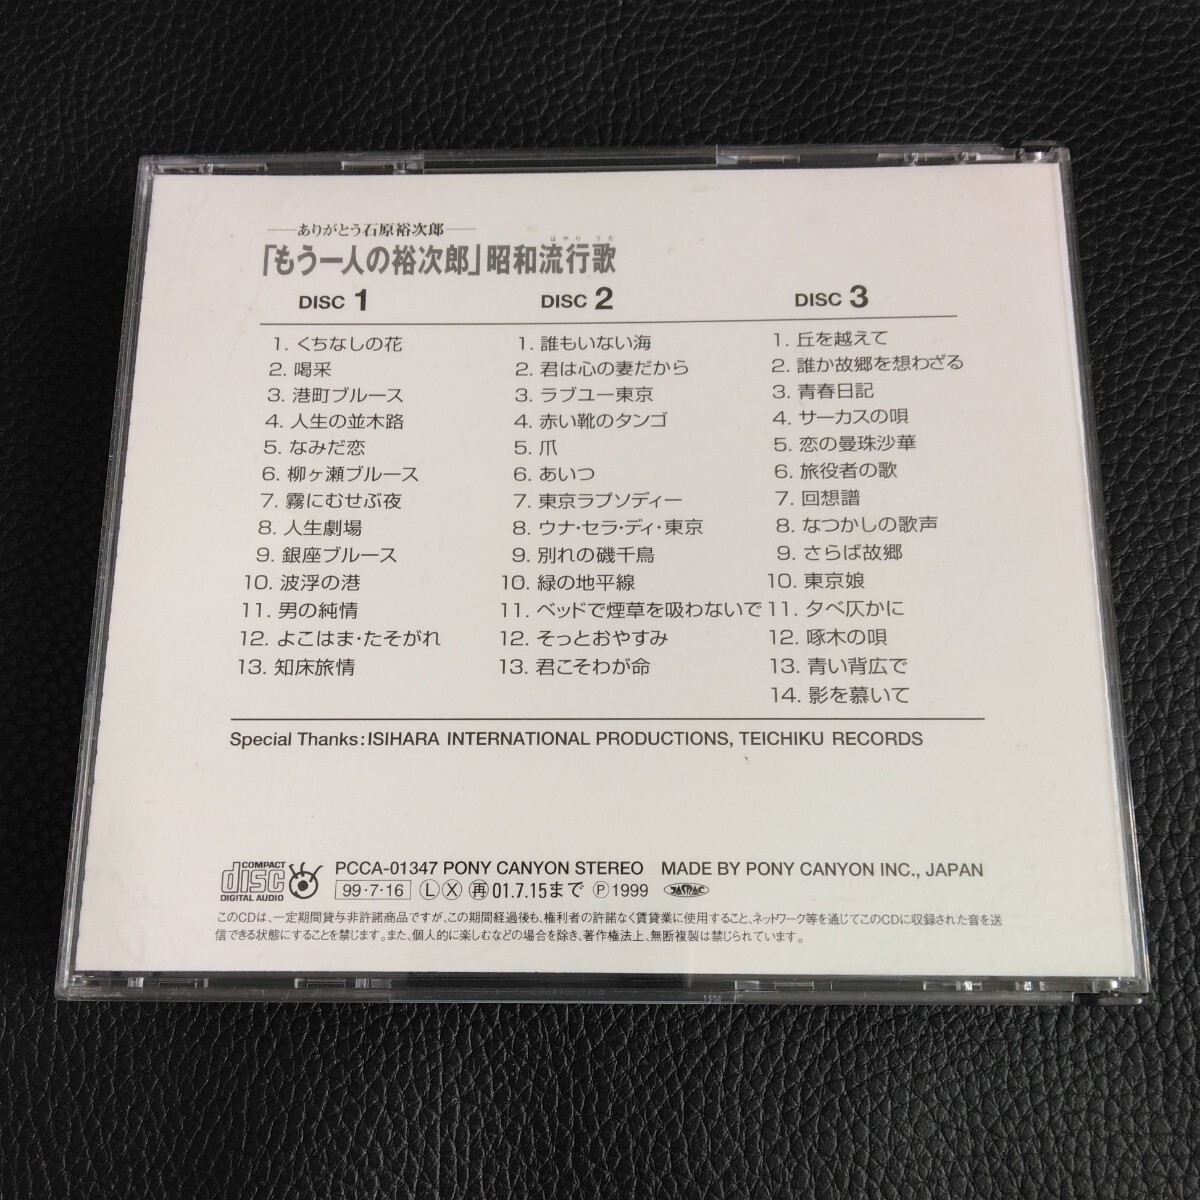 ―ありがとう石原裕次郎―
はやり うた
「もう一人の裕次郎」昭和流行歌
DISC 1
1. くちなしの花
2. 喝采
3. 港町ブルース
4. 人生の並木路
5. なみだ恋
6. 柳ヶ瀬ブルース
7. 霧にむせぶ夜
8. 人生劇場
9. 銀座ブルース
10. 波浮の港
11. 男の純情
12. よこはま・たそがれ
13. 知床旅情
DISC 2
1. 誰もいない海
2. 君は心の妻だから
3. ラブユー東京
4. 赤い靴のタンゴ
5. 爪
6. あいつ
7. 東京ラプソディー
8. ウナ・セラ・ディ・東京
9. 別れの磯千鳥
10. 緑の地平線
11. ベッドで煙草を吸わないで
12. そっとおやすみ
13. 君こそわが命
DISC 3
1. 丘を越えて
2. 誰か故郷を想わざる
3. 青春日記
4. サーカスの唄
5. 恋の曼珠沙華
6. 旅役者の歌
7. 回想譜
8. なつかしの歌声
9. さらば故郷
10. 東京娘
11. 夕べ仄かに
12. 啄木の唄
13. 青い背広で
14. 影を慕いて
Special Thanks:ISIHARA INTERNATIONAL PRODUCTIONS, TEICHIKU RECORDS
COMPACT
disc
DIGITAL AUDIO
PCCA-01347 PONY CANYON STEREO MADE BY PONY CANYON INC., JAPAN
99・7・16 Ⓛ Ⓧ ㊢01.7.15まで Ⓟ1999 JASRAC
このCDは、一定期間貸与非許諾商品ですが、この期間経過後も、権利者の許諾なく賃貸業に使用すること、ネットワーク等を通じてこのCDに収録された音を送
信できる状態にすることを禁じます。また、個人的に楽しむなどの場合を除き、著作権法上、無断複製は禁じられています。